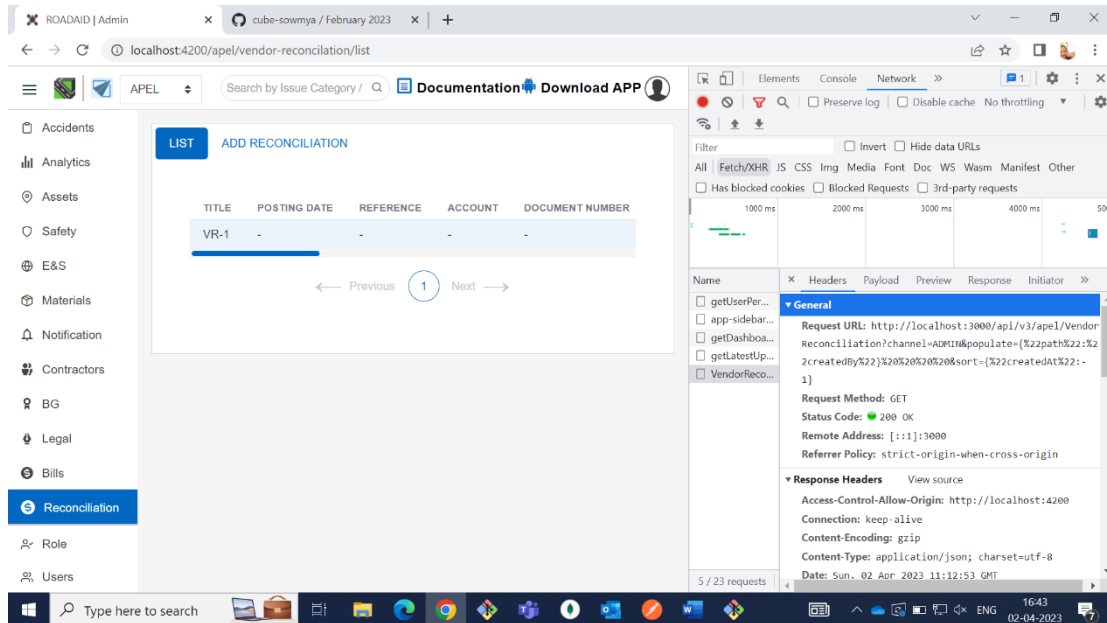 ROADAID | Admin
cube-sowmya / February 2023
localhost:4200/apel/vendor-reconcilation/list
APEL
Search by Issue Category /
Documentation
Download APP
Accidents
Analytics
Assets
Safety
E&S
Materials
Notification
Contractors
BG
Legal
Bills
Reconciliation
Role
Users
LIST ADD RECONCILIATION
TITLE POSTING DATE REFERENCE ACCOUNT DOCUMENT NUMBER
VR-1 - - - -
Previous 1 Next
Elements Console Network » 1
Preserve log Disable cache No throttling
Filter Invert Hide data URLs
All Fetch/XHR JS CSS Img Media Font Doc WS Wasm Manifest Other
Has blocked cookies Blocked Requests 3rd-party requests
1000 ms 2000 ms 3000 ms 4000 ms 50
Name
getUserPer...
app-sidebar...
getDashboa...
getLatestUp...
VendorReco...
5 / 23 requests
× Headers Payload Preview Response Initiator »
General
Request URL: http://localhost:3000/api/v3/apel/Vendor
Reconciliation?channel=ADMIN&populate={%22path%22:%2
2createdBy%22}%20%20%20%20&sort={%22createdAt%22:-
1}
Request Method: GET
Status Code: 200 OK
Remote Address: [::1]:3000
Referrer Policy: strict-origin-when-cross-origin
Response Headers View source
Access-Control-Allow-Origin: http://localhost:4200
Connection: keep-alive
Content-Encoding: gzip
Content-Type: application/json; charset=utf-8
Date: Sun, 02 Apr 2023 11:12:53 GMT
Type here to search
ENG
16:43
02-04-2023
7